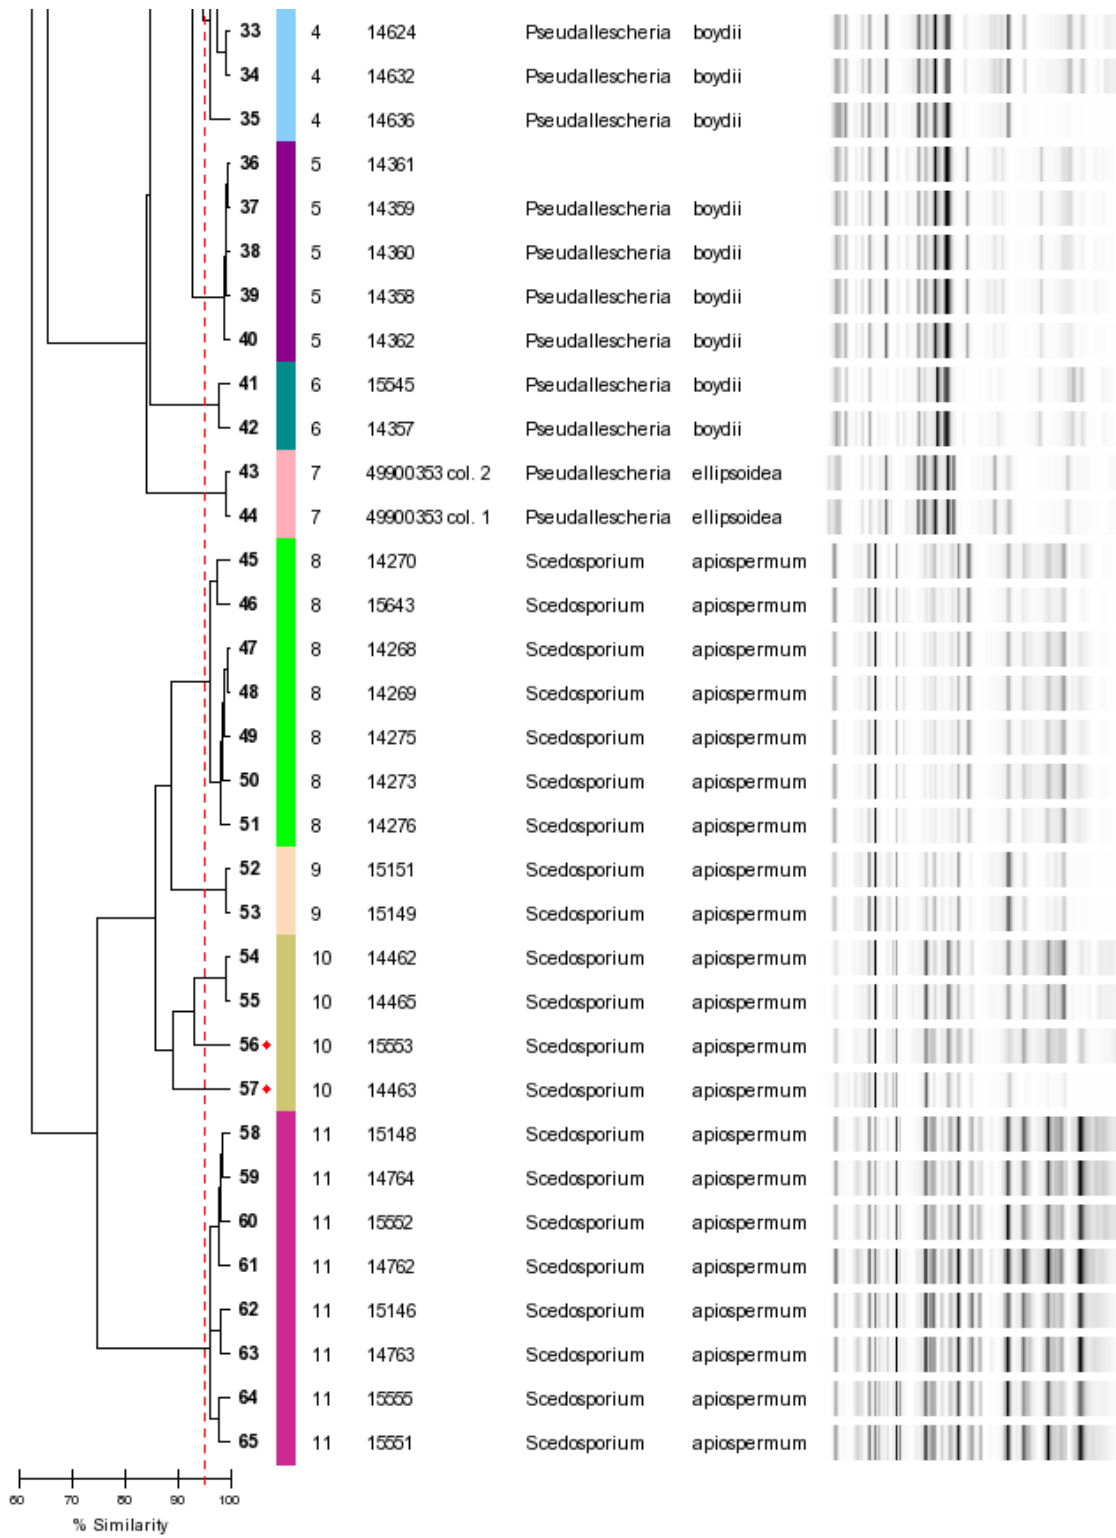 33 4 14624 Pseudallescheria boydii
34 4 14632 Pseudallescheria boydii
35 4 14636 Pseudallescheria boydii
36 5 14361
37 5 14359 Pseudallescheria boydii
38 5 14360 Pseudallescheria boydii
39 5 14358 Pseudallescheria boydii
40 5 14362 Pseudallescheria boydii
41 6 15545 Pseudallescheria boydii
42 6 14357 Pseudallescheria boydii
43 7 49900353 col. 2 Pseudallescheria ellipsoidea
44 7 49900353 col. 1 Pseudallescheria ellipsoidea
45 8 14270 Scedosporium apiospermum
46 8 15643 Scedosporium apiospermum
47 8 14268 Scedosporium apiospermum
48 8 14269 Scedosporium apiospermum
49 8 14275 Scedosporium apiospermum
50 8 14273 Scedosporium apiospermum
51 8 14276 Scedosporium apiospermum
52 9 15151 Scedosporium apiospermum
53 9 15149 Scedosporium apiospermum
54 10 14462 Scedosporium apiospermum
55 10 14465 Scedosporium apiospermum
56 10 15553 Scedosporium apiospermum
57 10 14463 Scedosporium apiospermum
58 11 15148 Scedosporium apiospermum
59 11 14764 Scedosporium apiospermum
60 11 15552 Scedosporium apiospermum
61 11 14762 Scedosporium apiospermum
62 11 15146 Scedosporium apiospermum
63 11 14763 Scedosporium apiospermum
64 11 15555 Scedosporium apiospermum
65 11 15551 Scedosporium apiospermum
60 70 80 90 100
% Similarity